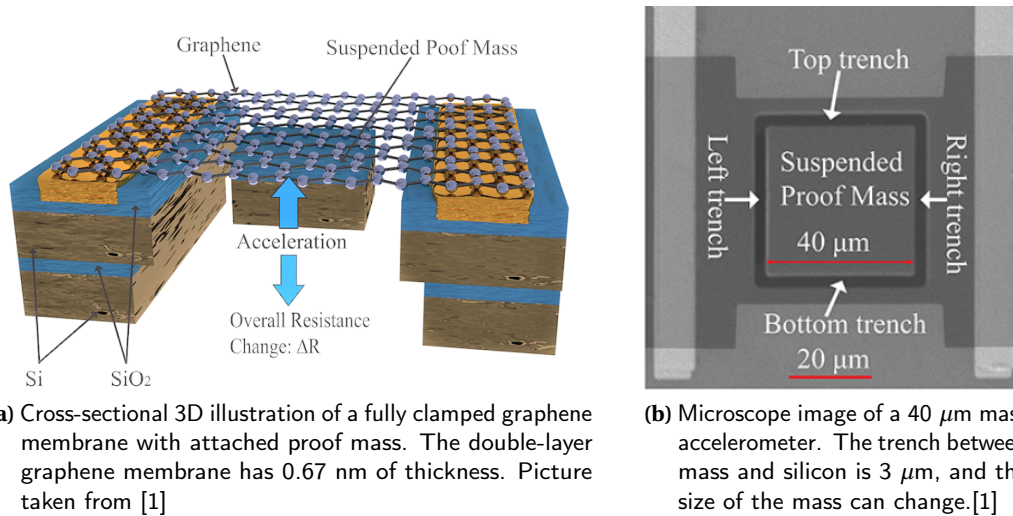 Graphene
Suspended Poof Mass
Acceleration
Overall Resistance
Change: ΔR
Si
SiO₂
Top trench
Left trench
Suspended
Proof Mass
Right trench
40 μm
Bottom trench
20 μm
a) Cross-sectional 3D illustration of a fully clamped graphene
membrane with attached proof mass. The double-layer
graphene membrane has 0.67 nm of thickness. Picture
taken from [1]
(b) Microscope image of a 40 μm mas
accelerometer. The trench between
mass and silicon is 3 μm, and th
size of the mass can change.[1]